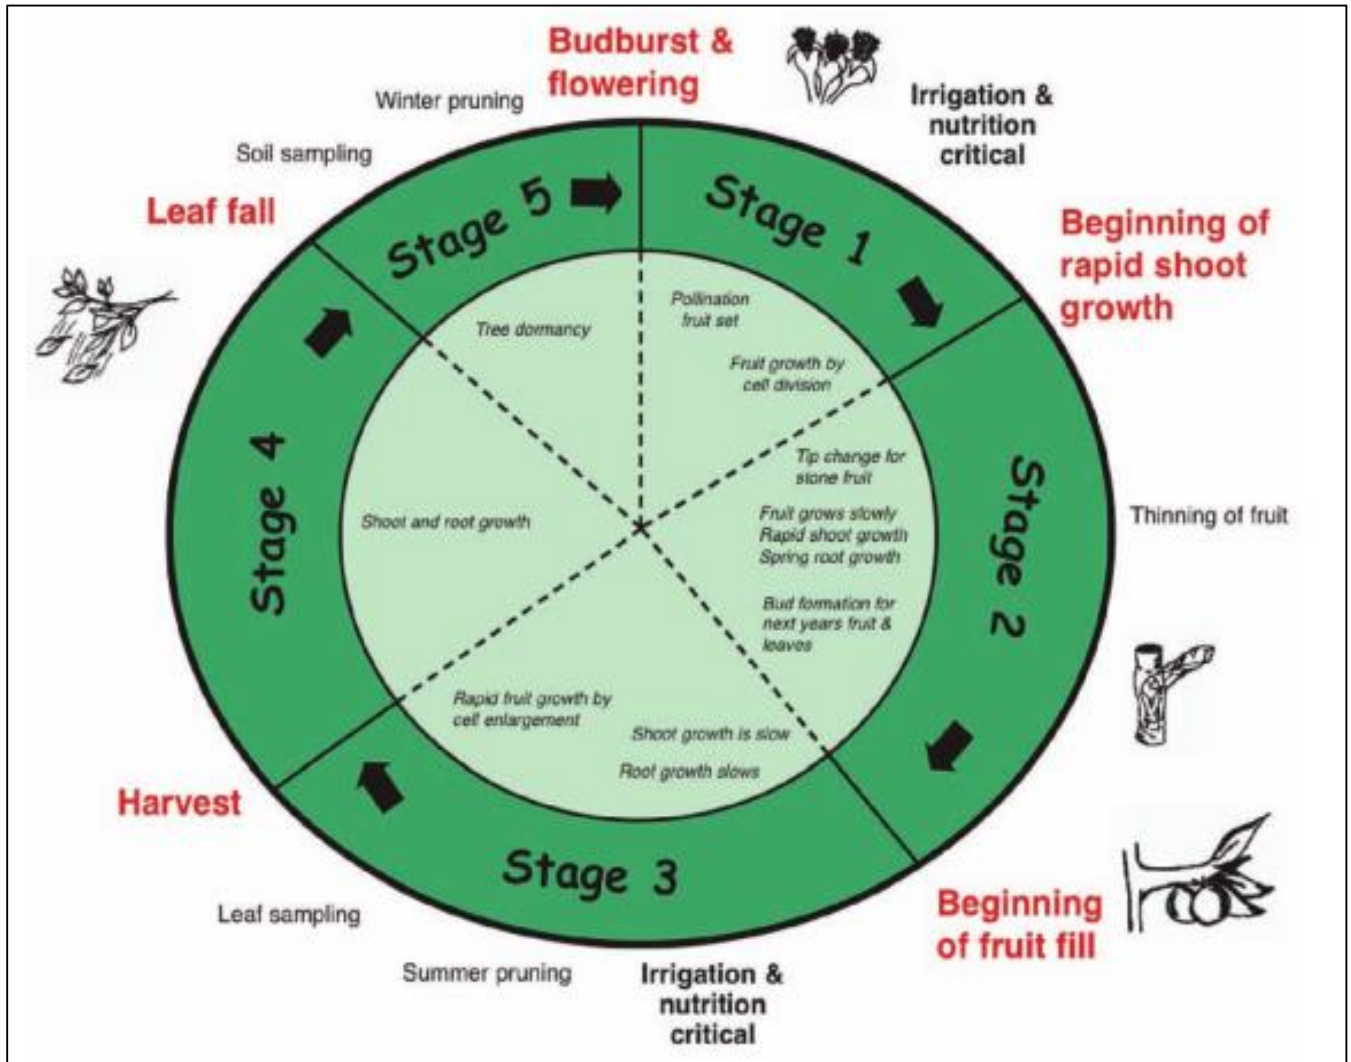 Budburst &
flowering
Winter pruning
Irrigation &
nutrition
critical
Soil sampling
Leaf fall
Beginning of
rapid shoot
growth
Stage 5
Stage 1
Pollination
fruit set
Tree dormancy
Fruit growth by
cell division
Stage 4
Stage 2
Tip change for
stone fruit
Fruit grows slowly
Rapid shoot growth
Spring root growth
Thinning of fruit
Shoot and root growth
Bud formation for
next years fruit &
leaves
Rapid fruit growth by
cell enlargement
Shoot growth is slow
Root growth slows
Harvest
Stage 3
Leaf sampling
Beginning
of fruit fill
Summer pruning
Irrigation &
nutrition
critical